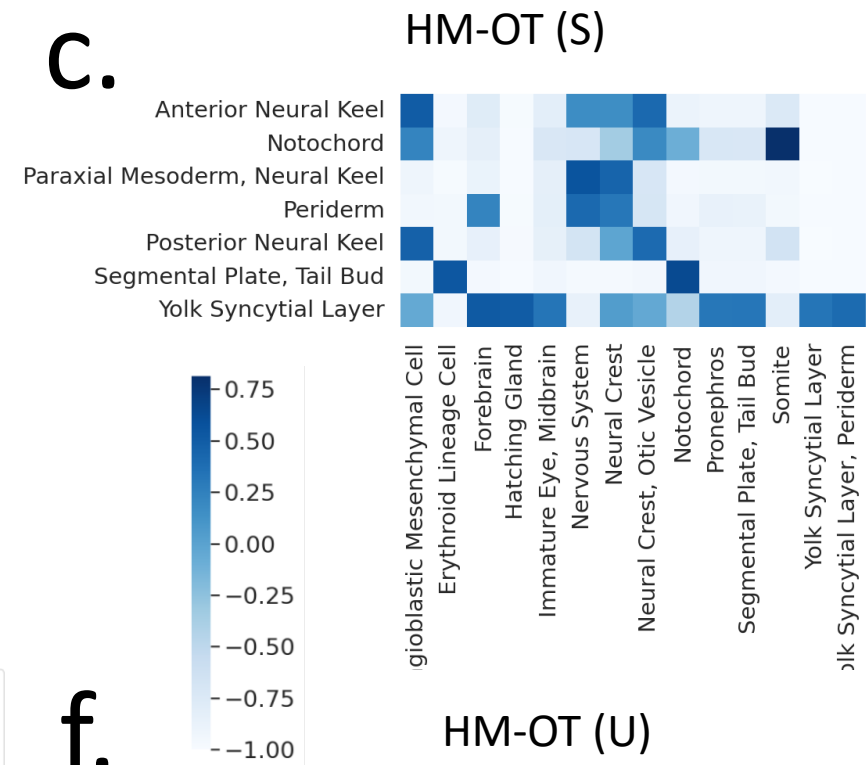 c.
HM-OT (S)
Anterior Neural Keel
Notochord
Paraxial Mesoderm, Neural Keel
Periderm
Posterior Neural Keel
Segmental Plate, Tail Bud
Yolk Syncytial Layer
gioblastic Mesenchymal Cell
Erythroid Lineage Cell
Forebrain
Hatching Gland
Immature Eye, Midbrain
Nervous System
Neural Crest
Neural Crest, Otic Vesicle
Notochord
Pronephros
Segmental Plate, Tail Bud
Somite
Yolk Syncytial Layer
olk Syncytial Layer, Periderm
0.75
0.50
0.25
0.00
−0.25
−0.50
−0.75
−1.00
f.
HM-OT (U)